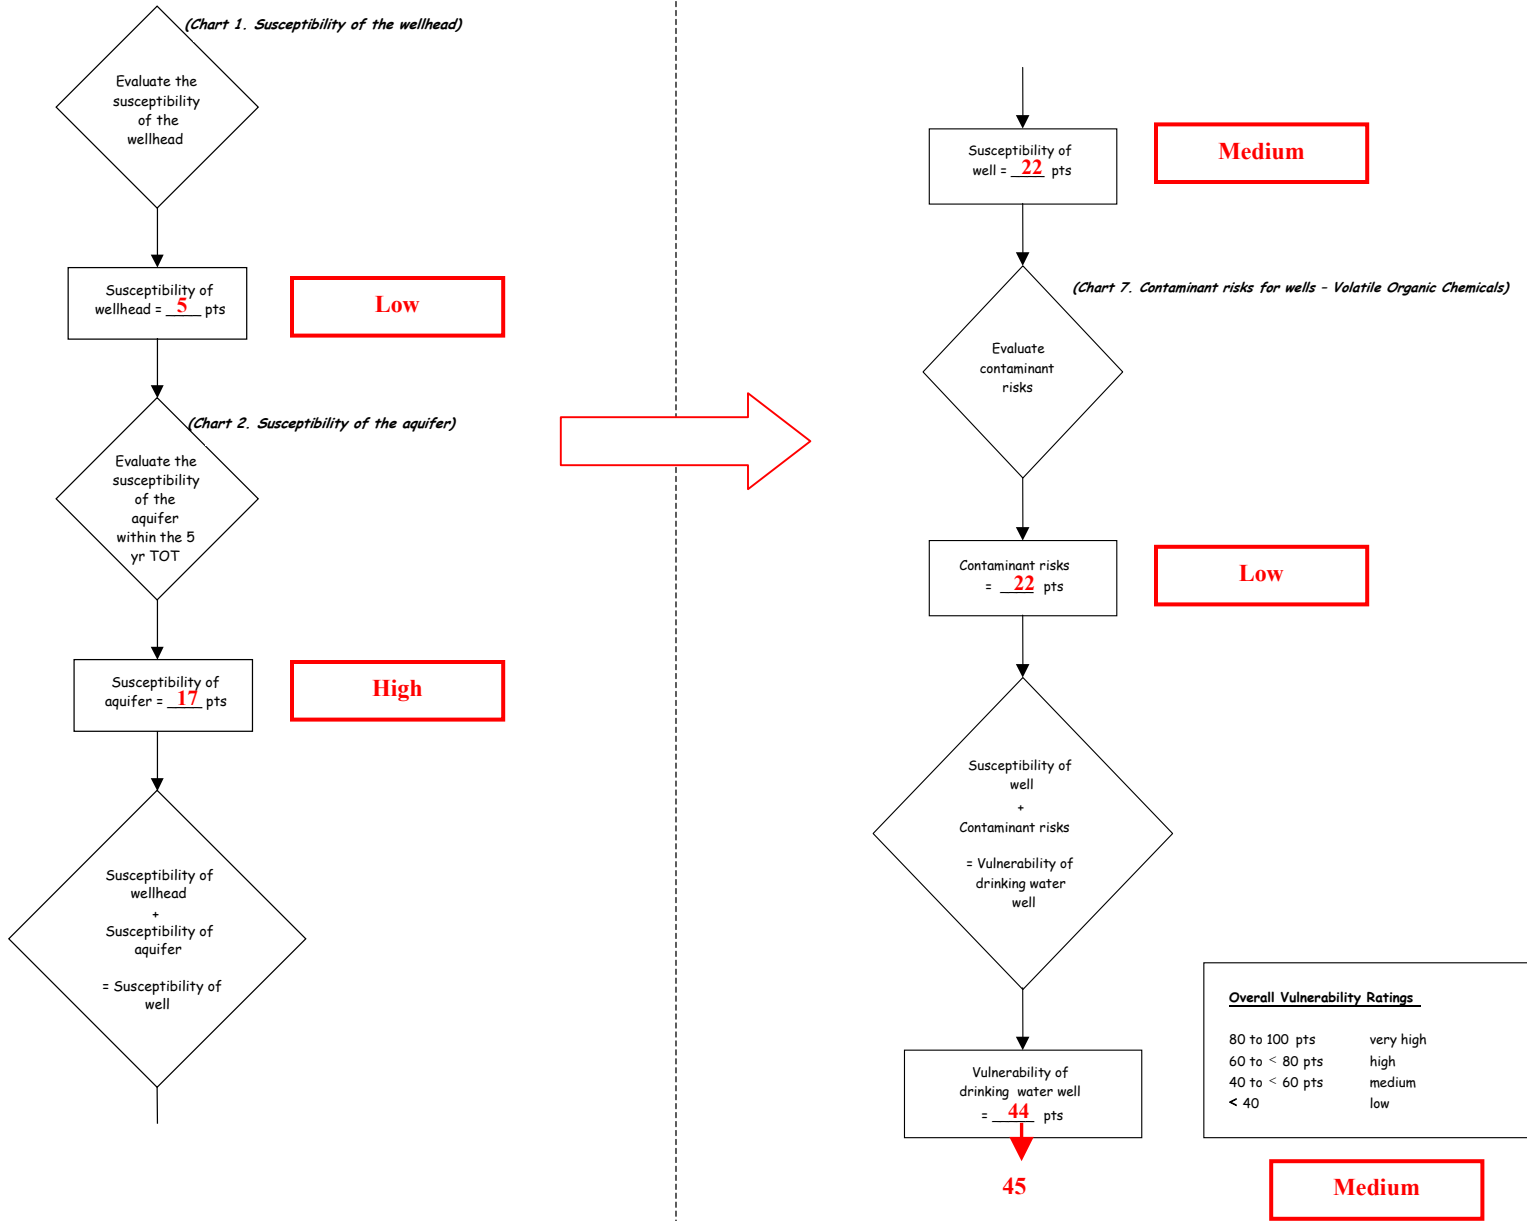 (Chart 1. Susceptibility of the wellhead)
Evaluate the
susceptibility
of the
wellhead
Susceptibility of
wellhead = 5 pts
Low
(Chart 2. Susceptibility of the aquifer)
Evaluate the
susceptibility
of the
aquifer
within the 5
yr TOT
Susceptibility of
aquifer = 17 pts
High
Susceptibility of
wellhead
+
Susceptibility of
aquifer
= Susceptibility of
well
Susceptibility of
well = 22 pts
Medium
(Chart 7. Contaminant risks for wells – Volatile Organic Chemicals)
Evaluate
contaminant
risks
Contaminant risks
= 22 pts
Low
Susceptibility of
well
+
Contaminant risks
= Vulnerability of
drinking water
well
Vulnerability of
drinking water well
= 44 pts
45
Overall Vulnerability Ratings
80 to 100 pts very high
60 to < 80 pts high
40 to < 60 pts medium
< 40 low
Medium